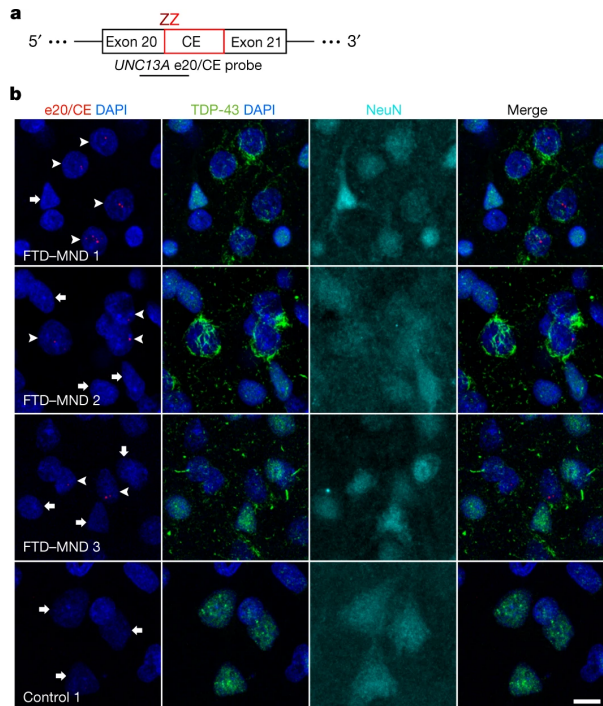 a
ZZ
5′ ••• Exon 20 CE Exon 21 ••• 3′
UNC13A e20/CE probe
b
e20/CE DAPI TDP-43 DAPI NeuN Merge
FTD–MND 1
FTD–MND 2
FTD–MND 3
Control 1